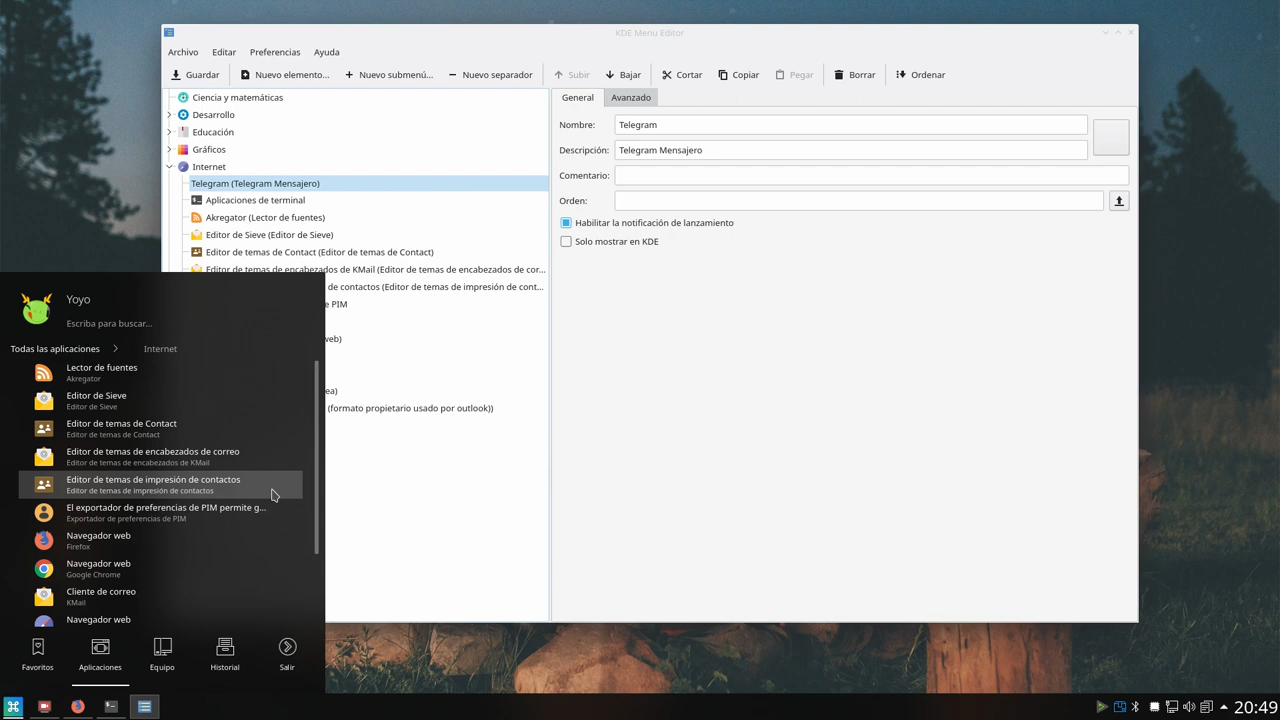 KDE Menu Editor
Archivo Editar Preferencias Ayuda
Guardar Nuevo elemento... Nuevo submenú... Nuevo separador Subir Bajar Cortar Copiar Pegar Borrar Ordenar
Ciencia y matemáticas
Desarrollo
Educación
Gráficos
Internet
Telegram (Telegram Mensajero)
Aplicaciones de terminal
Akregator (Lector de fuentes)
Editor de Sieve (Editor de Sieve)
Editor de temas de Contact (Editor de temas de Contact)
Editor de temas de encabezados de KMail (Editor de temas de encabezados de cor...
de contactos (Editor de temas de impresión de cont...
e PIM
web)
ea)
(formato propietario usado por outlook))
General Avanzado
Nombre: Telegram
Descripción: Telegram Mensajero
Comentario:
Orden:
Habilitar la notificación de lanzamiento
Solo mostrar en KDE
Yoyo
Escriba para buscar...
Todas las aplicaciones Internet
Lector de fuentes
Akregator
Editor de Sieve
Editor de Sieve
Editor de temas de Contact
Editor de temas de Contact
Editor de temas de encabezados de correo
Editor de temas de encabezados de KMail
Editor de temas de impresión de contactos
Editor de temas de impresión de contactos
El exportador de preferencias de PIM permite g...
Exportador de preferencias de PIM
Navegador web
Firefox
Navegador web
Google Chrome
Cliente de correo
KMail
Navegador web
Favoritos Aplicaciones Equipo Historial Salir
20:49